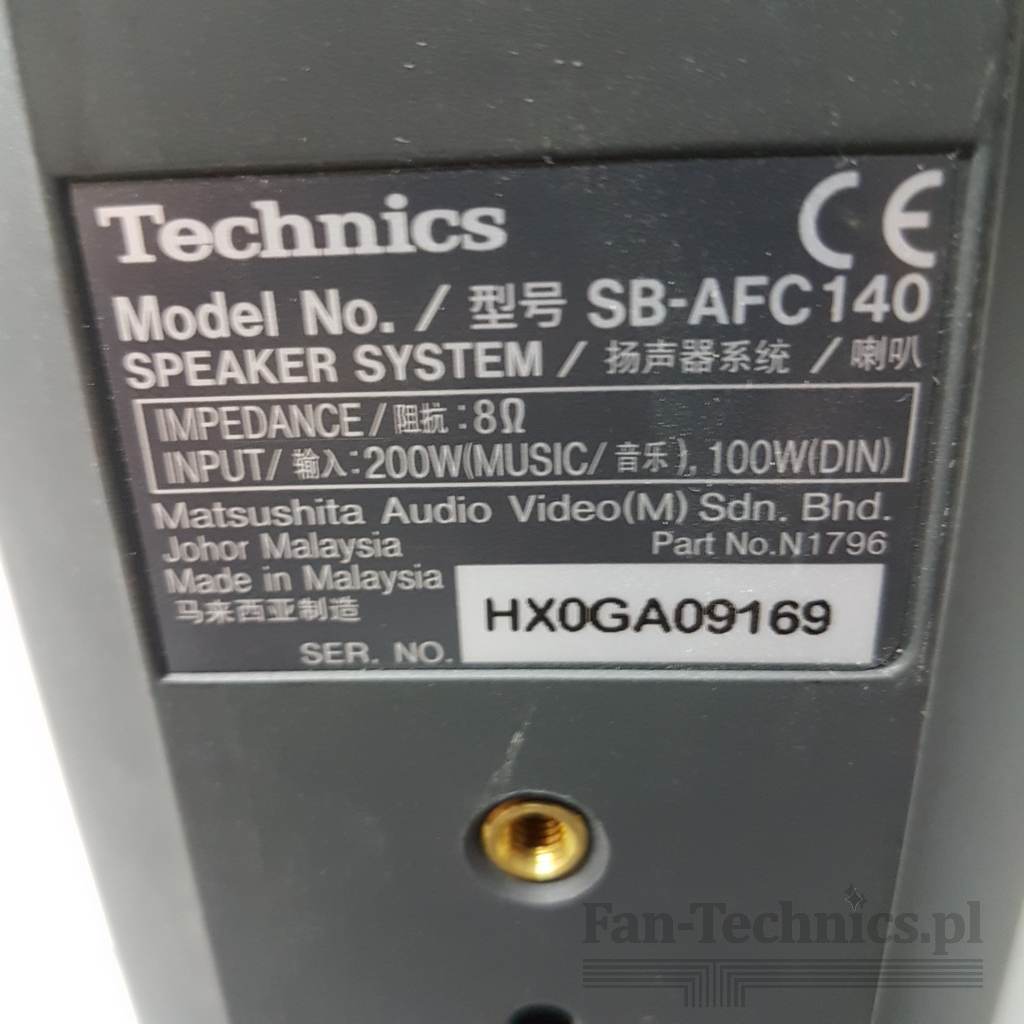 Technics CE
Model No. / 型号 SB-AFC140
SPEAKER SYSTEM / 扬声器系统 / 喇叭
IMPEDANCE / 阻抗 : 8Ω
INPUT/ 输入 : 200W(MUSIC/ 音乐 ), 100W(DIN)
Matsushita Audio Video(M) Sdn. Bhd.
Johor Malaysia Part No.N1796
Made in Malaysia
马来西亚制造
SER. NO. HX0GA09169
Fan-Technics.pl